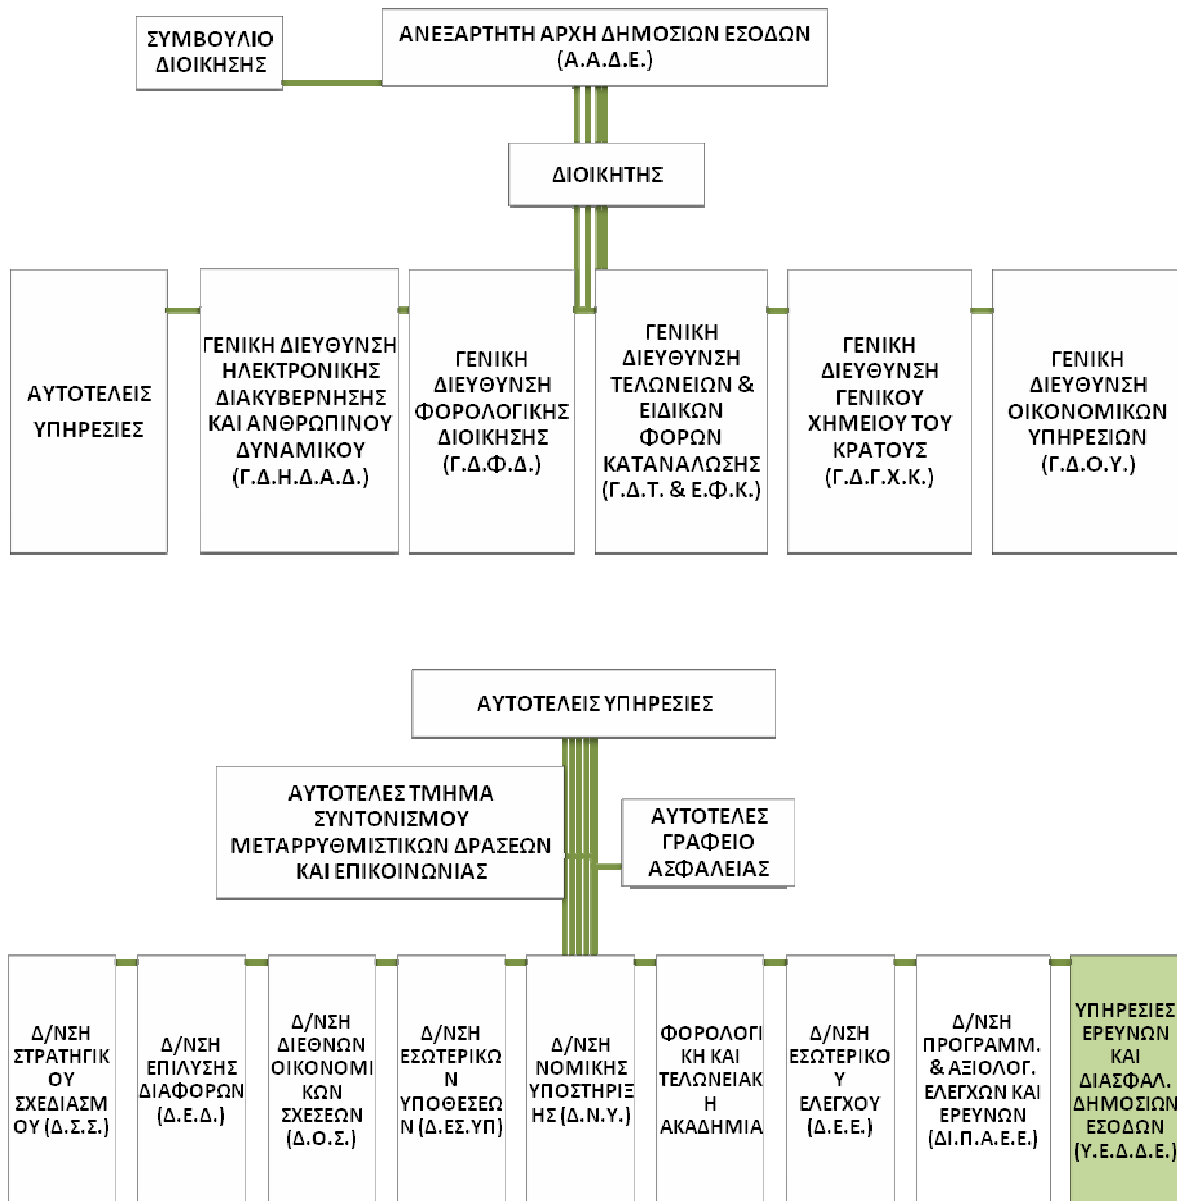 ΣΥΜΒΟΥΛΙΟ
ΔΙΟΙΚΗΣΗΣ
ΑΝΕΞΑΡΤΗΤΗ ΑΡΧΗ ΔΗΜΟΣΙΩΝ ΕΣΟΔΩΝ
(Α.Α.Δ.Ε.)
ΔΙΟΙΚΗΤΗΣ
ΑΥΤΟΤΕΛΕΙΣ
ΥΠΗΡΕΣΙΕΣ
ΓΕΝΙΚΗ ΔΙΕΥΘΥΝΣΗ
ΗΛΕΚΤΡΟΝΙΚΗΣ
ΔΙΑΚΥΒΕΡΝΗΣΗΣ
ΚΑΙ ΑΝΘΡΩΠΙΝΟΥ
ΔΥΝΑΜΙΚΟΥ
(Γ.Δ.Η.Δ.Α.Δ.)
ΓΕΝΙΚΗ
ΔΙΕΥΘΥΝΣΗ
ΦΟΡΟΛΟΓΙΚΗΣ
ΔΙΟΙΚΗΣΗΣ
(Γ.Δ.Φ.Δ.)
ΓΕΝΙΚΗ
ΔΙΕΥΘΥΝΣΗ
ΤΕΛΩΝΕΙΩΝ &
ΕΙΔΙΚΩΝ
ΦΟΡΩΝ
ΚΑΤΑΝΑΛΩΣΗΣ
(Γ.Δ.Τ. & Ε.Φ.Κ.)
ΓΕΝΙΚΗ
ΔΙΕΥΘΥΝΣΗ
ΓΕΝΙΚΟΥ
ΧΗΜΕΙΟΥ ΤΟΥ
ΚΡΑΤΟΥΣ
(Γ.Δ.Γ.Χ.Κ.)
ΓΕΝΙΚΗ
ΔΙΕΥΘΥΝΣΗ
ΟΙΚΟΝΟΜΙΚΩΝ
ΥΠΗΡΕΣΙΩΝ
(Γ.Δ.Ο.Υ.)
ΑΥΤΟΤΕΛΕΙΣ ΥΠΗΡΕΣΙΕΣ
ΑΥΤΟΤΕΛΕΣ ΤΜΗΜΑ
ΣΥΝΤΟΝΙΣΜΟΥ
ΜΕΤΑΡΡΥΘΜΙΣΤΙΚΩΝ ΔΡΑΣΕΩΝ
ΚΑΙ ΕΠΙΚΟΙΝΩΝΙΑΣ
ΑΥΤΟΤΕΛΕΣ
ΓΡΑΦΕΙΟ
ΑΣΦΑΛΕΙΑΣ
Δ/ΝΣΗ
ΣΤΡΑΤΗΓΙΚ
ΟΥ
ΣΧΕΔΙΑΣΜ
ΟΥ (Δ.Σ.Σ.)
Δ/ΝΣΗ
ΕΠΙΛΥΣΗΣ
ΔΙΑΦΟΡΩΝ
(Δ.Ε.Δ.)
Δ/ΝΣΗ
ΔΙΕΘΝΩΝ
ΟΙΚΟΝΟΜΙ
ΚΩΝ
ΣΧΕΣΕΩΝ
(Δ.Ο.Σ.)
Δ/ΝΣΗ
ΕΣΩΤΕΡΙΚΩ
Ν
ΥΠΟΘΕΣΕΩ
Ν (Δ.ΕΣ.ΥΠ)
Δ/ΝΣΗ
ΝΟΜΙΚΗΣ
ΥΠΟΣΤΗΡΙΞ
ΗΣ (Δ.Ν.Υ.)
ΦΟΡΟΛΟΓΙ
ΚΗ ΚΑΙ
ΤΕΛΩΝΕΙΑΚ
Η
ΑΚΑΔΗΜΙΑ
Δ/ΝΣΗ
ΕΣΩΤΕΡΙΚΟ
Υ
ΕΛΕΓΧΟΥ
(Δ.Ε.Ε.)
Δ/ΝΣΗ
ΠΡΟΓΡΑΜΜ.
& ΑΞΙΟΛΟΓ.
ΕΛΕΓΧΩΝ ΚΑΙ
ΕΡΕΥΝΩΝ
(ΔΙ.Π.Α.Ε.Ε.)
ΥΠΗΡΕΣΙΕΣ
ΕΡΕΥΝΩΝ
ΚΑΙ
ΔΙΑΣΦΑΛ.
ΔΗΜΟΣΙΩΝ
ΕΣΟΔΩΝ
(Υ.Ε.Δ.Δ.Ε.)